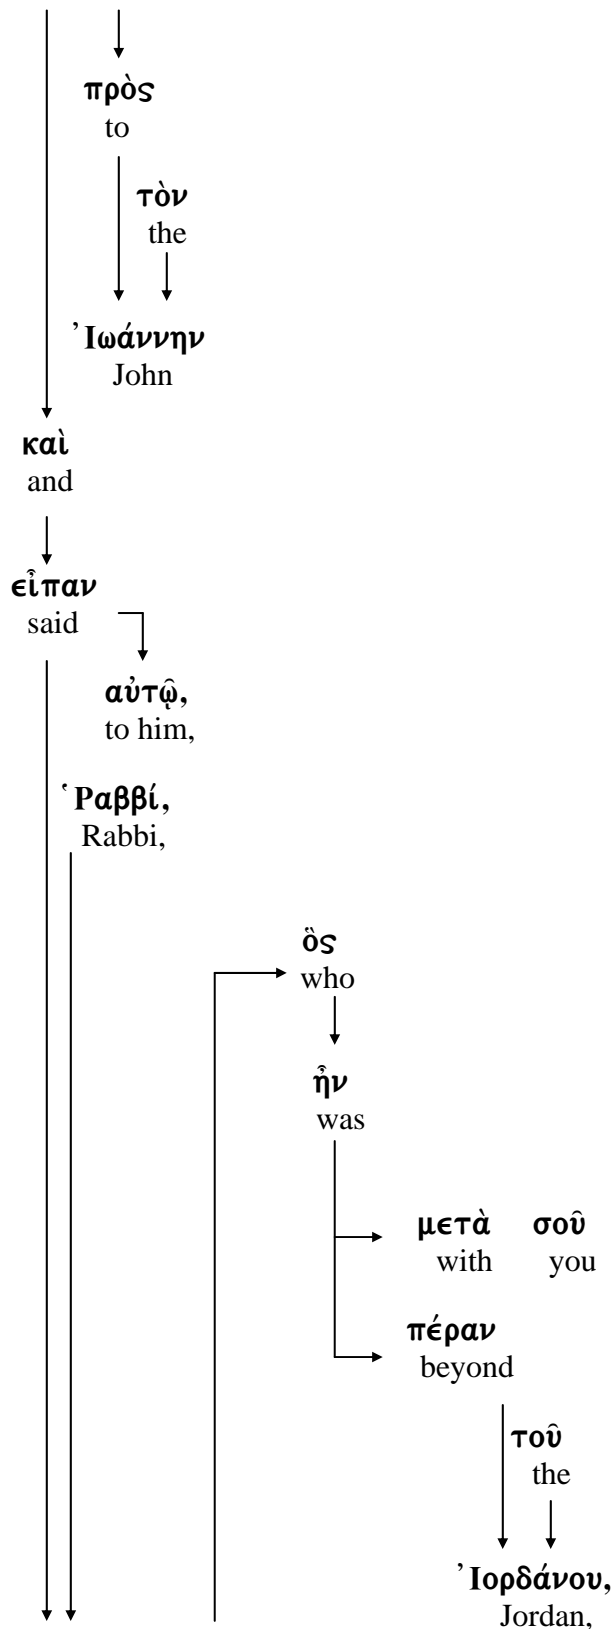 πρὸς
to
τὸν
the
Ἰωάννην
John
καὶ
and
εἶπαν
said
αὐτῷ,
to him,
Ῥαββί,
Rabbi,
ὃς
who
ἦν
was
μετὰ σοῦ
with you
πέραν
beyond
τοῦ
the
Ἰορδάνου,
Jordan,